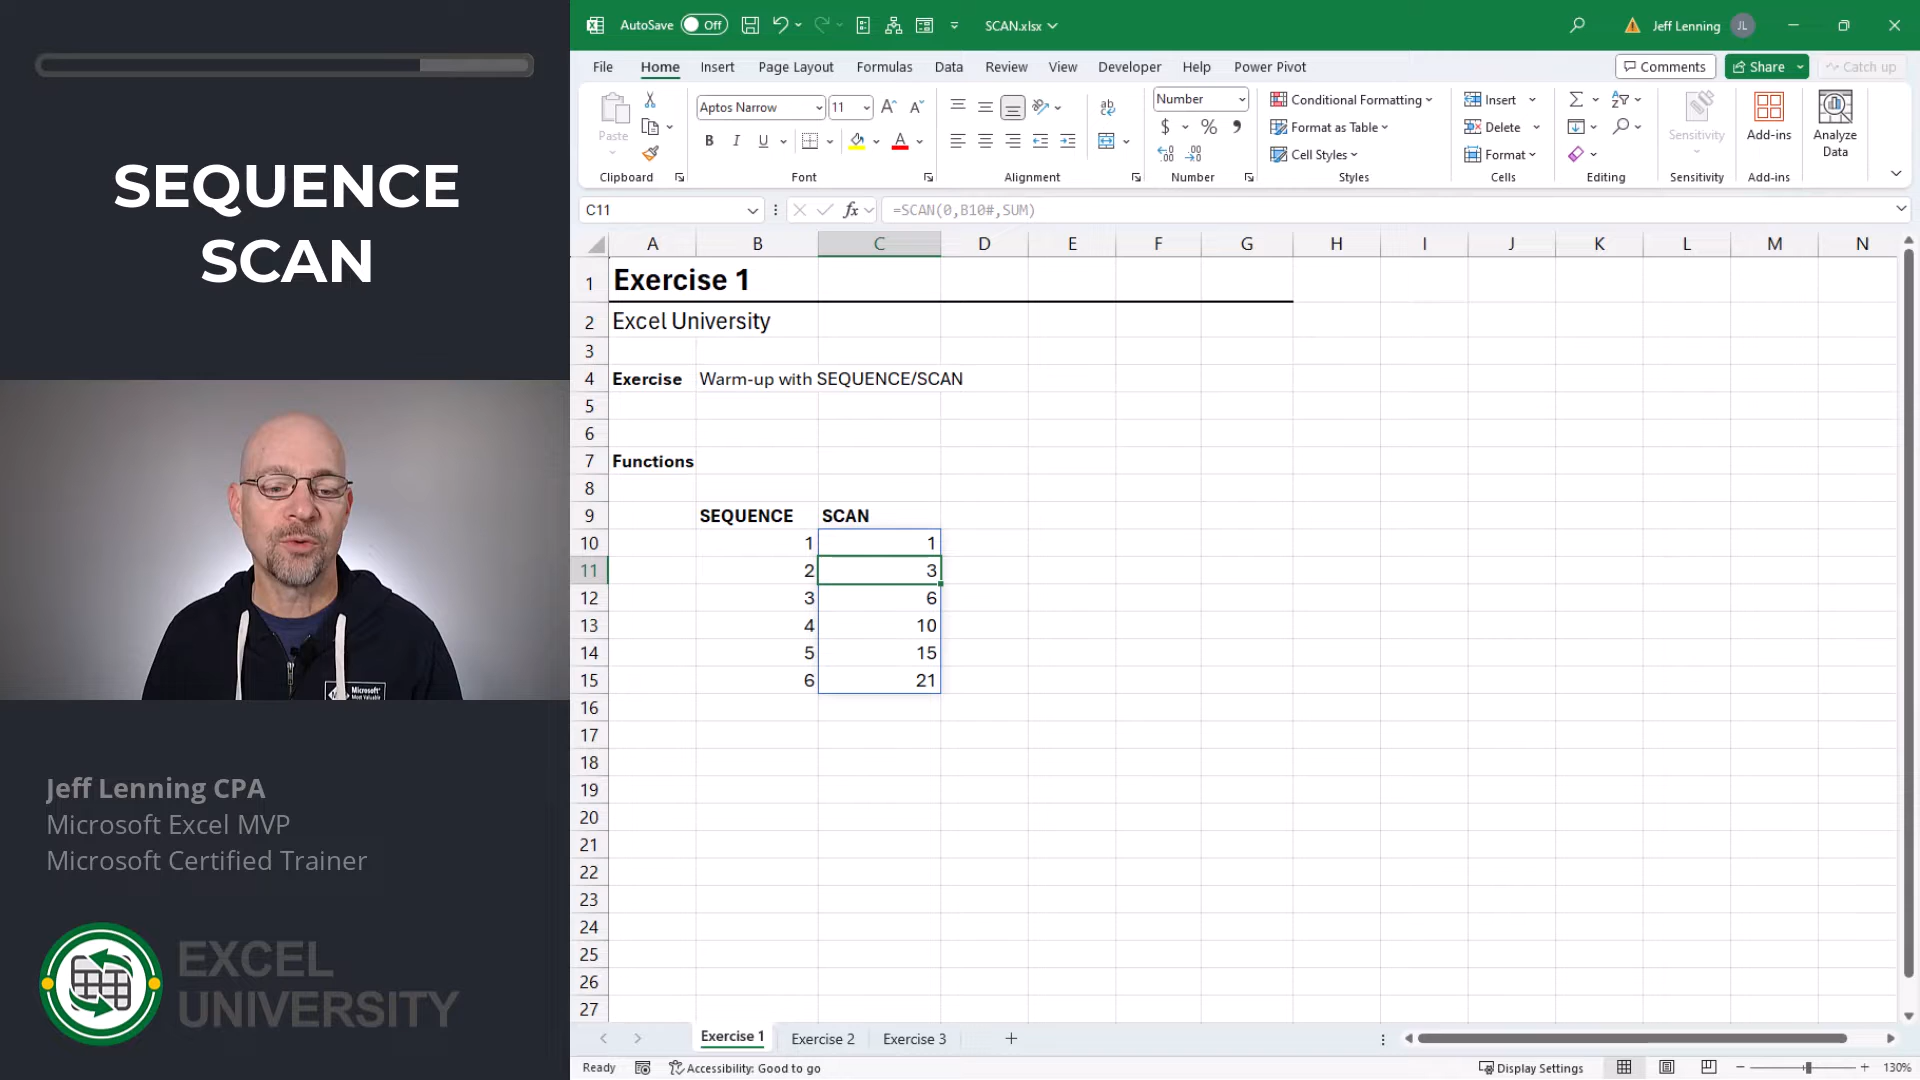 SEQUENCE
SCAN
Jeff Lenning CPA
Microsoft Excel MVP
Microsoft Certified Trainer
EXCEL
UNIVERSITY
Microsoft
AutoSave Off SCAN.xlsx Jeff Lenning JL
File Home Insert Page Layout Formulas Data Review View Developer Help Power Pivot Comments Share Catch up
Paste
Clipboard
Aptos Narrow 11
B I U
Font
ab
Alignment
Number
$ % ,
Number
Conditional Formatting
Format as Table
Cell Styles
Styles
Insert
Delete
Format
Cells
Editing
Sensitivity
Sensitivity
Add-ins
Add-ins
Analyze
Data
C11 fx =SCAN(0,B10#,SUM)
A B C D E F G H I J K L M N
1 Exercise 1
2 Excel University
3
4 Exercise Warm-up with SEQUENCE/SCAN
5
6
7 Functions
8
9 SEQUENCE SCAN
10 1 1
11 2 3
12 3 6
13 4 10
14 5 15
15 6 21
16
17
18
19
20
21
22
23
24
25
26
27
Exercise 1 Exercise 2 Exercise 3
Ready Accessibility: Good to go Display Settings 130%